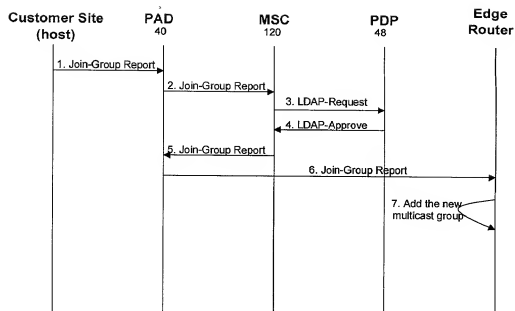 Customer Site
(host)
PAD
40
MSC
120
PDP
48
Edge
Router
1. Join-Group Report
2. Join-Group Report
3. LDAP-Request
4. LDAP-Approve
5. Join-Group Report
6. Join-Group Report
7. Add the new
multicast group